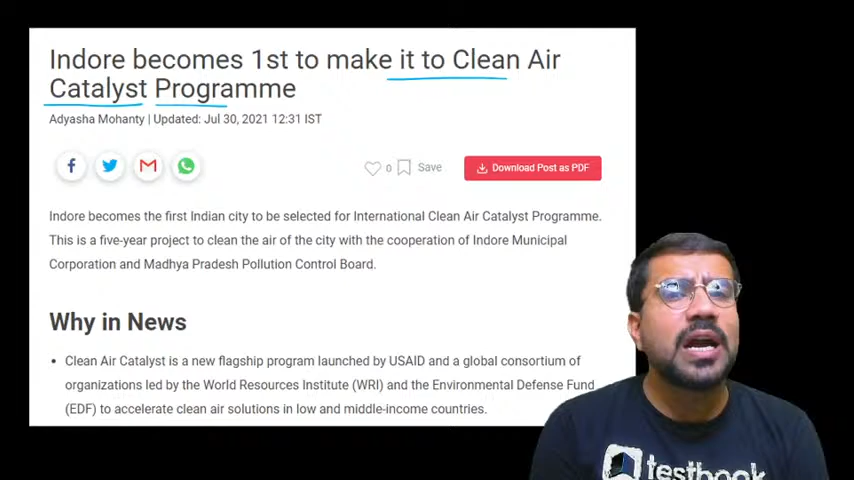 Indore becomes 1st to make it to Clean Air
Catalyst Programme
Adyasha Mohanty | Updated: Jul 30, 2021 12:31 IST
0 Save Download Post as PDF
Indore becomes the first Indian city to be selected for International Clean Air Catalyst Programme.
This is a five-year project to clean the air of the city with the cooperation of Indore Municipal
Corporation and Madhya Pradesh Pollution Control Board.
Why in News
• Clean Air Catalyst is a new flagship program launched by USAID and a global consortium of
organizations led by the World Resources Institute (WRI) and the Environmental Defense Fund
(EDF) to accelerate clean air solutions in low and middle-income countries.
testbook